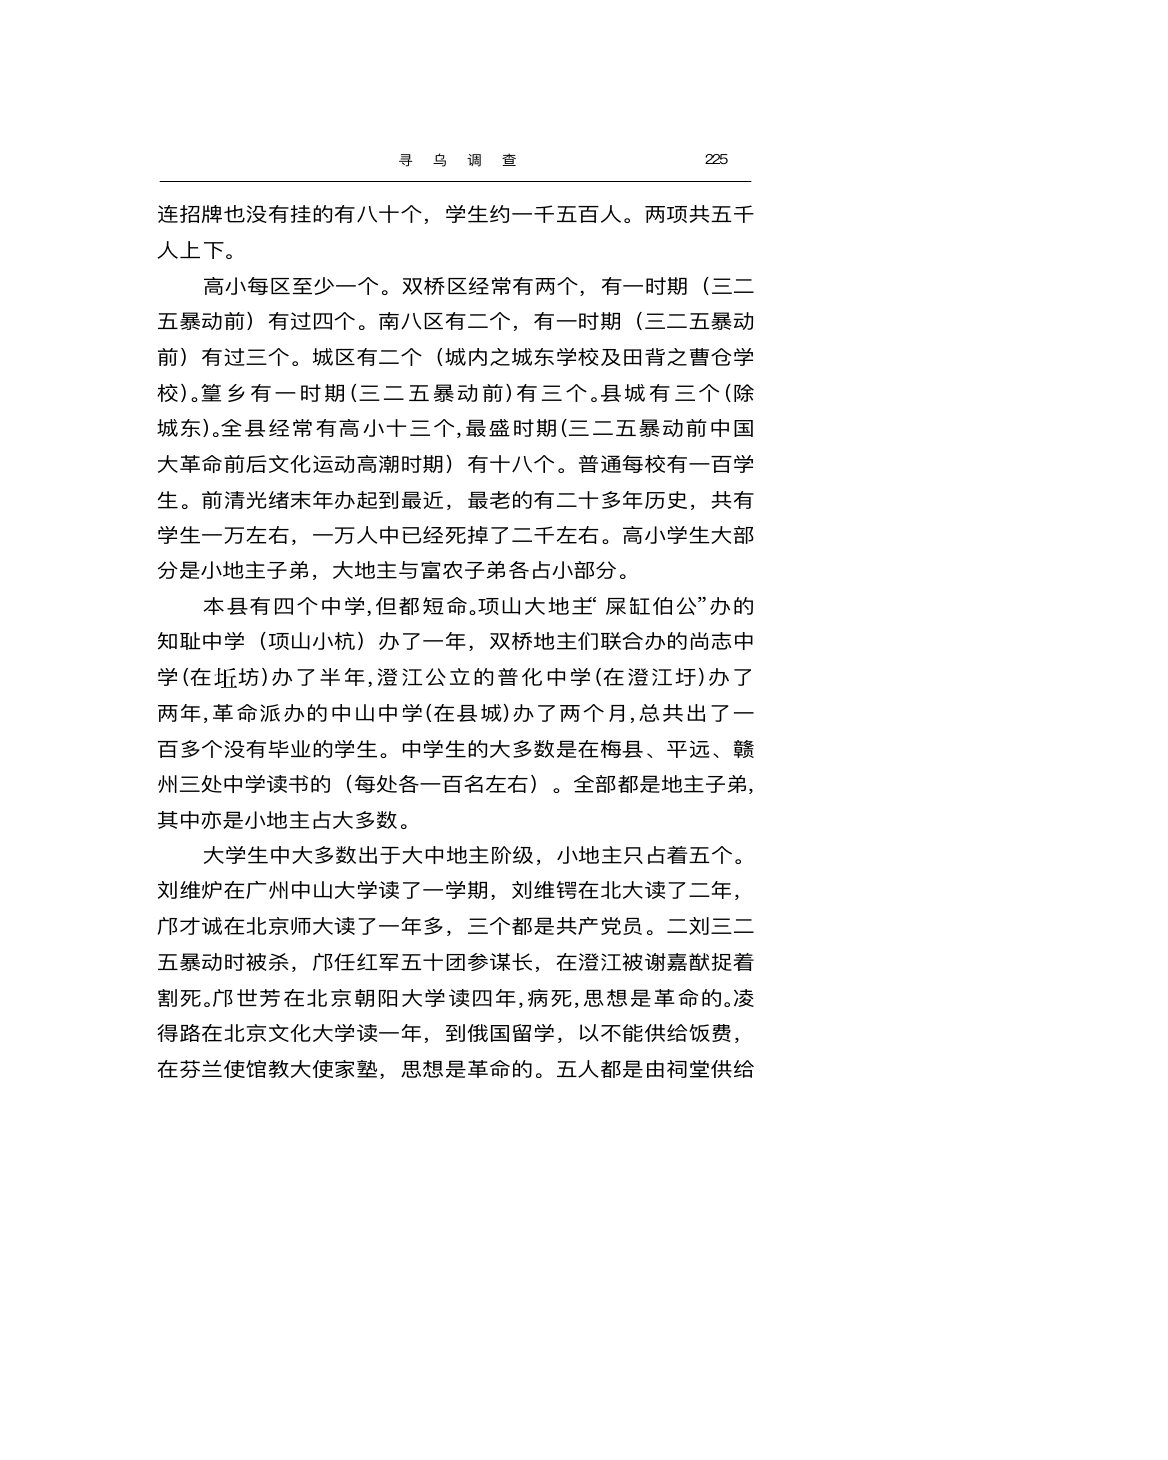 寻乌调查 225
连招牌也没有挂的有八十个，学生约一千五百人。两项共五千
人上下。
高小每区至少一个。双桥区经常有两个，有一时期（三二
五暴动前）有过四个。南八区有二个，有一时期（三二五暴动
前）有过三个。城区有二个（城内之城东学校及田背之曹仓学
校）。篁乡有一时期（三二五暴动前）有三个。县城有三个（除
城东）。全县经常有高小十三个，最盛时期（三二五暴动前中国
大革命前后文化运动高潮时期）有十八个。普通每校有一百学
生。前清光绪末年办起到最近，最老的有二十多年历史，共有
学生一万左右，一万人中已经死掉了二千左右。高小学生大部
分是小地主子弟，大地主与富农子弟各占小部分。
本县有四个中学，但都短命。项山大地主“屎缸伯公”办的
知耻中学（项山小杭）办了一年，双桥地主们联合办的尚志中
学（在坵坊）办了半年，澄江公立的普化中学（在澄江圩）办了
两年，革命派办的中山中学（在县城）办了两个月，总共出了一
百多个没有毕业的学生。中学生的大多数是在梅县、平远、赣
州三处中学读书的（每处各一百名左右）。全部都是地主子弟，
其中亦是小地主占大多数。
大学生中大多数出于大中地主阶级，小地主只占着五个。
刘维炉在广州中山大学读了一学期，刘维锷在北大读了二年，
邝才诚在北京师大读了一年多，三个都是共产党员。二刘三二
五暴动时被杀，邝任红军五十团参谋长，在澄江被谢嘉猷捉着
割死。邝世芳在北京朝阳大学读四年，病死，思想是革命的。凌
得路在北京文化大学读一年，到俄国留学，以不能供给饭费，
在芬兰使馆教大使家塾，思想是革命的。五人都是由祠堂供给